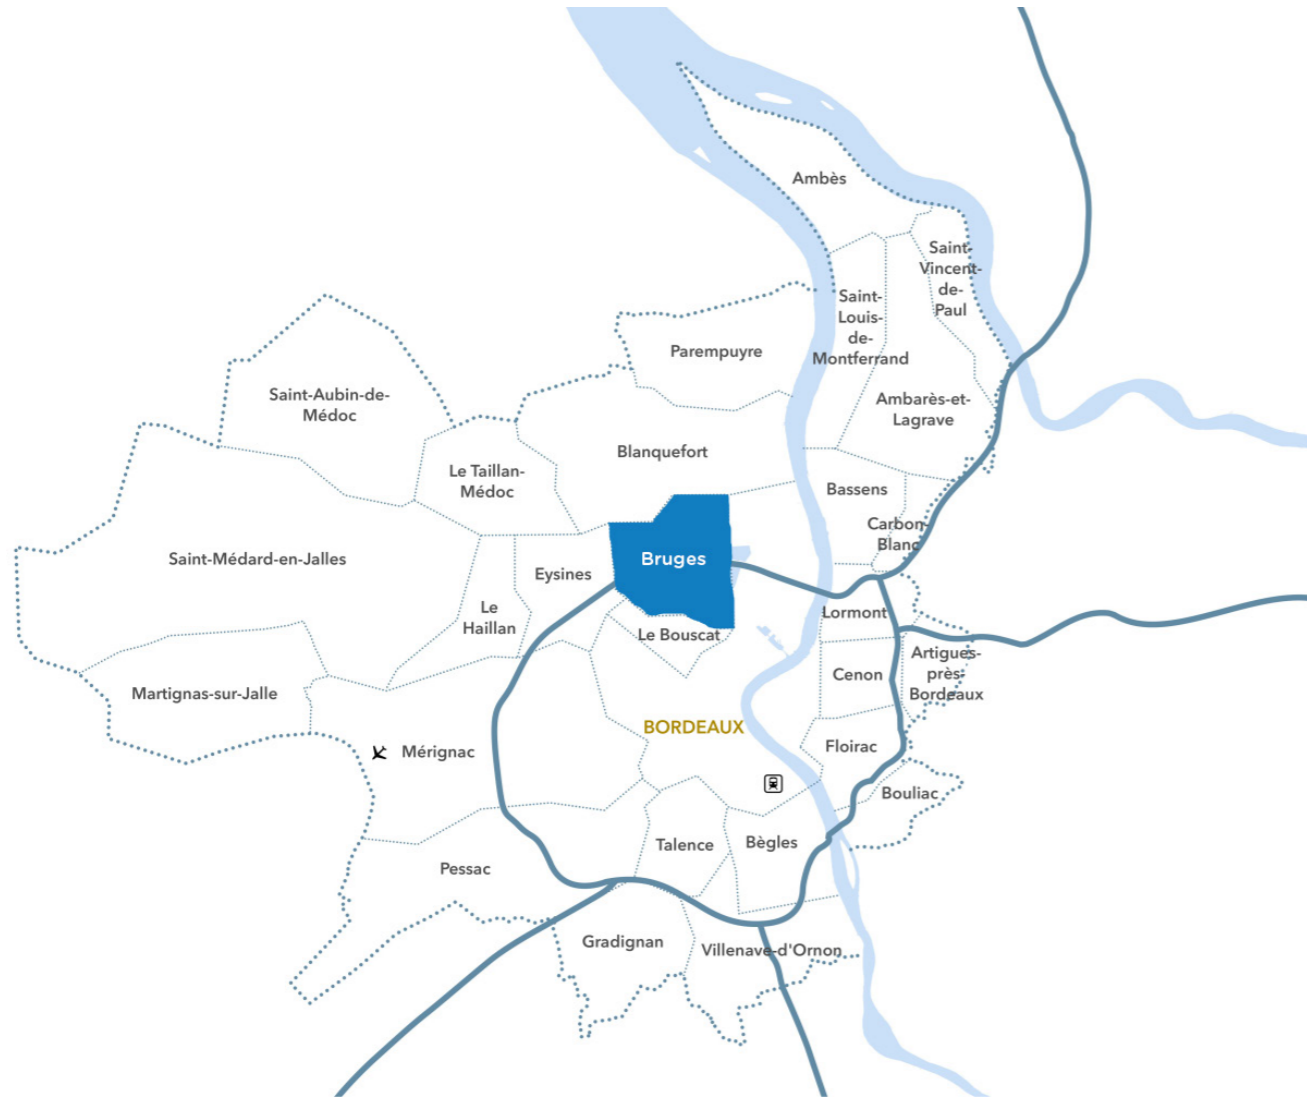 Ambès
Saint-
Vincent-
de-
Paul
Saint-
Louis-
de-
Montferrand
Parempuyre
Saint-Aubin-de-
Médoc
Ambarès-et-
Lagrave
Blanquefort
Le Taillan-
Médoc
Bassens
Carbon-
Blanc
Saint-Médard-en-Jalles
Bruges
Eysines
Le
Haillan
Lormont
Le Bouscat
Artigues-
près-
Bordeaux
Cenon
Martignas-sur-Jalle
BORDEAUX
Mérignac
Floirac
Bouliac
Talence
Bègles
Pessac
Gradignan
Villenave-d'Ornon